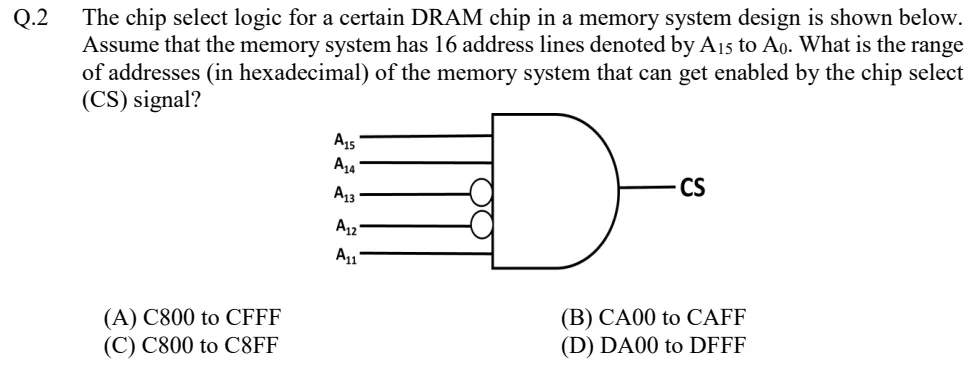 Q.2 The chip select logic for a certain DRAM chip in a memory system design is shown below.
Assume that the memory system has 16 address lines denoted by A15 to A0. What is the range
of addresses (in hexadecimal) of the memory system that can get enabled by the chip select
(CS) signal?
A15
A14
A13
A12
A11
CS
(A) C800 to CFFF (B) CA00 to CAFF
(C) C800 to C8FF (D) DA00 to DFFF